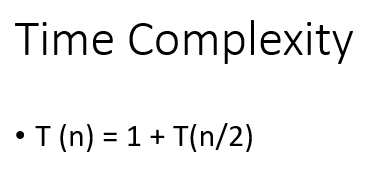 Time Complexity
• T (n) = 1 + T(n/2)